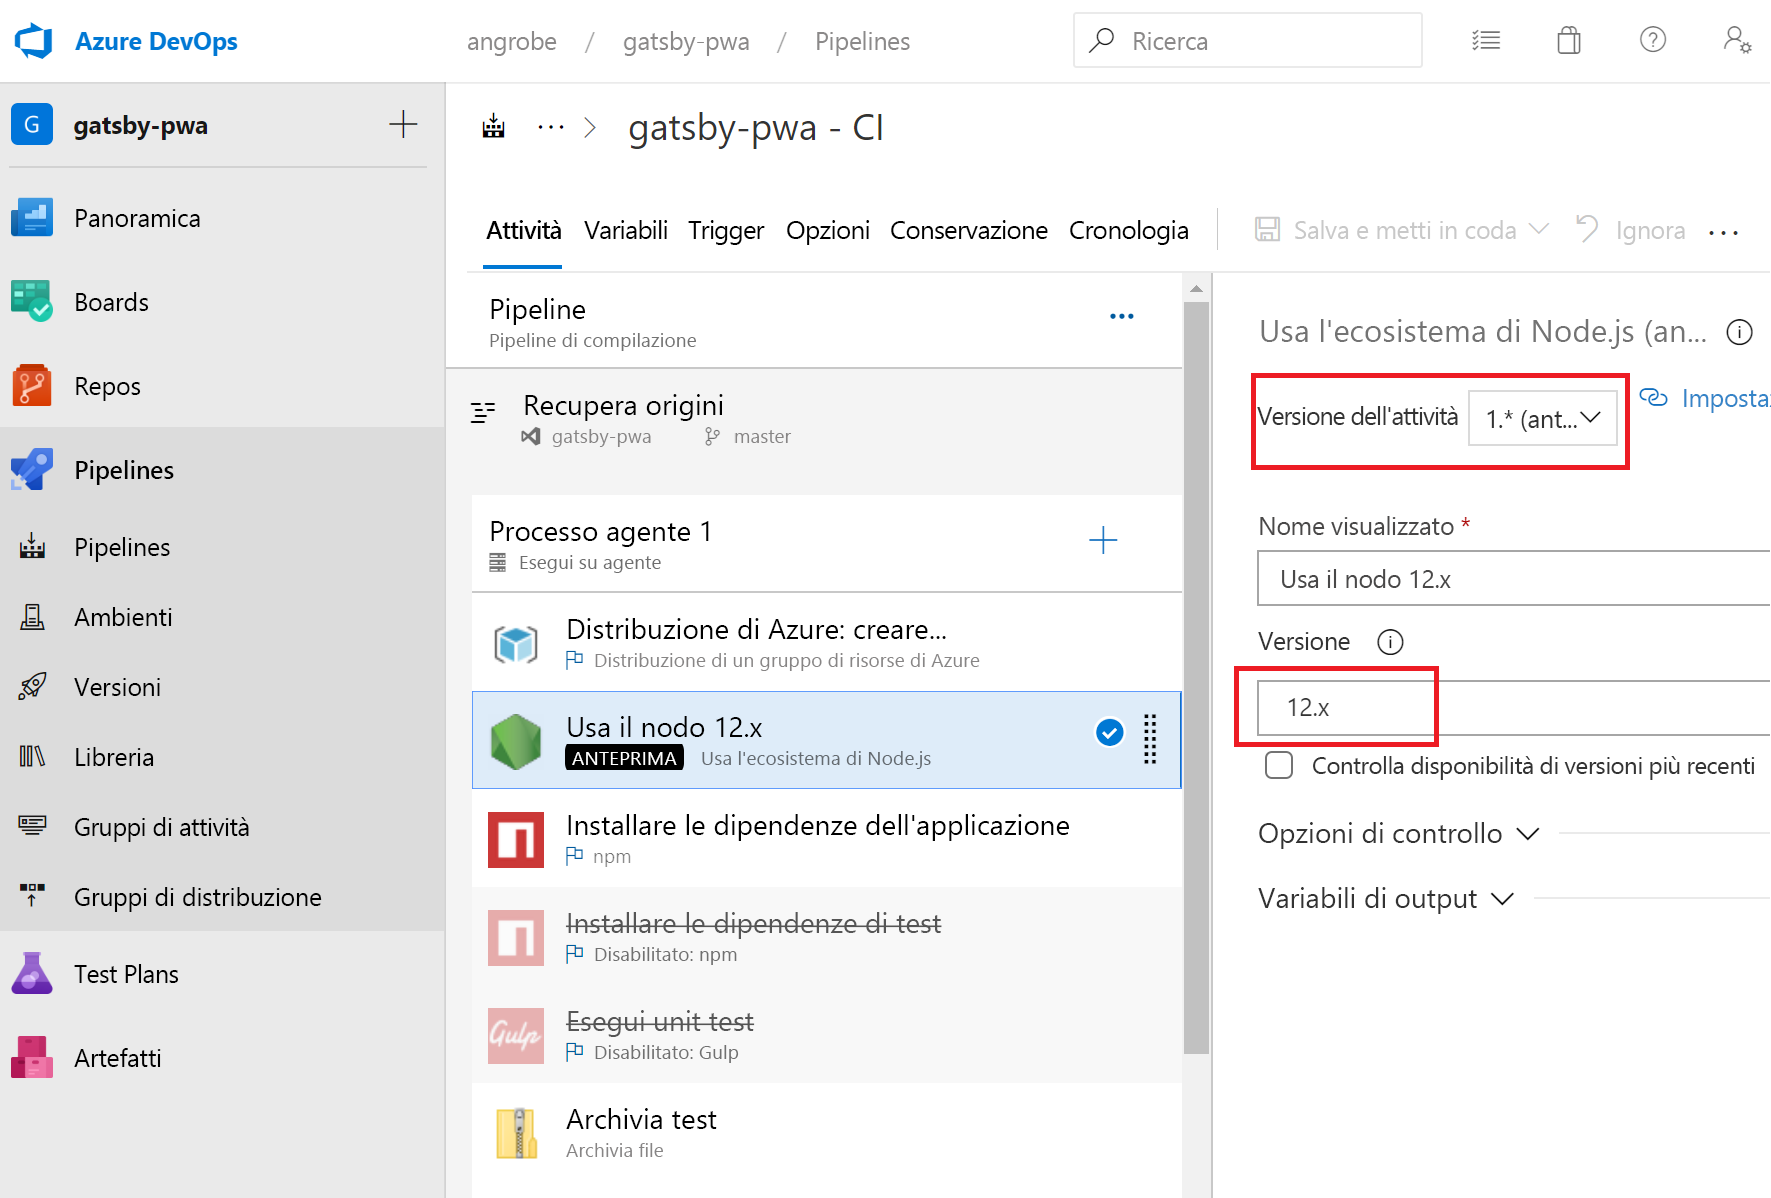 Azure DevOps
angrobe / gatsby-pwa / Pipelines
Ricerca
G gatsby-pwa
Panoramica
Boards
Repos
Pipelines
Pipelines
Ambienti
Versioni
Libreria
Gruppi di attività
Gruppi di distribuzione
Test Plans
Artefatti
··· > gatsby-pwa - CI
Attività Variabili Trigger Opzioni Conservazione Cronologia
Salva e metti in coda Ignora ...
Pipeline
Pipeline di compilazione
Recupera origini
gatsby-pwa master
Processo agente 1
Esegui su agente
Distribuzione di Azure: creare...
Distribuzione di un gruppo di risorse di Azure
Usa il nodo 12.x
ANTEPRIMA Usa l'ecosistema di Node.js
Installare le dipendenze dell'applicazione
npm
Installare le dipendenze di test
Disabilitato: npm
Gulp
Esegui unit test
Disabilitato: Gulp
Archivia test
Archivia file
Usa l'ecosistema di Node.js (an...
Versione dell'attività 1.* (ant...
Imposta
Nome visualizzato *
Usa il nodo 12.x
Versione
12.x
Controlla disponibilità di versioni più recenti
Opzioni di controllo
Variabili di output